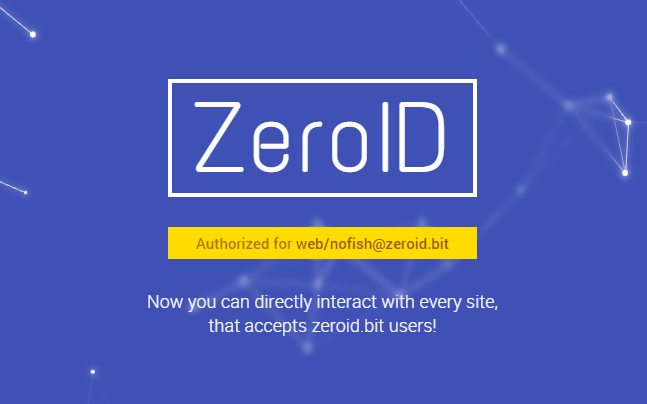 ZeroID
Authorized for web/nofish@zeroid.bit
Now you can directly interact with every site,
that accepts zeroid.bit users!